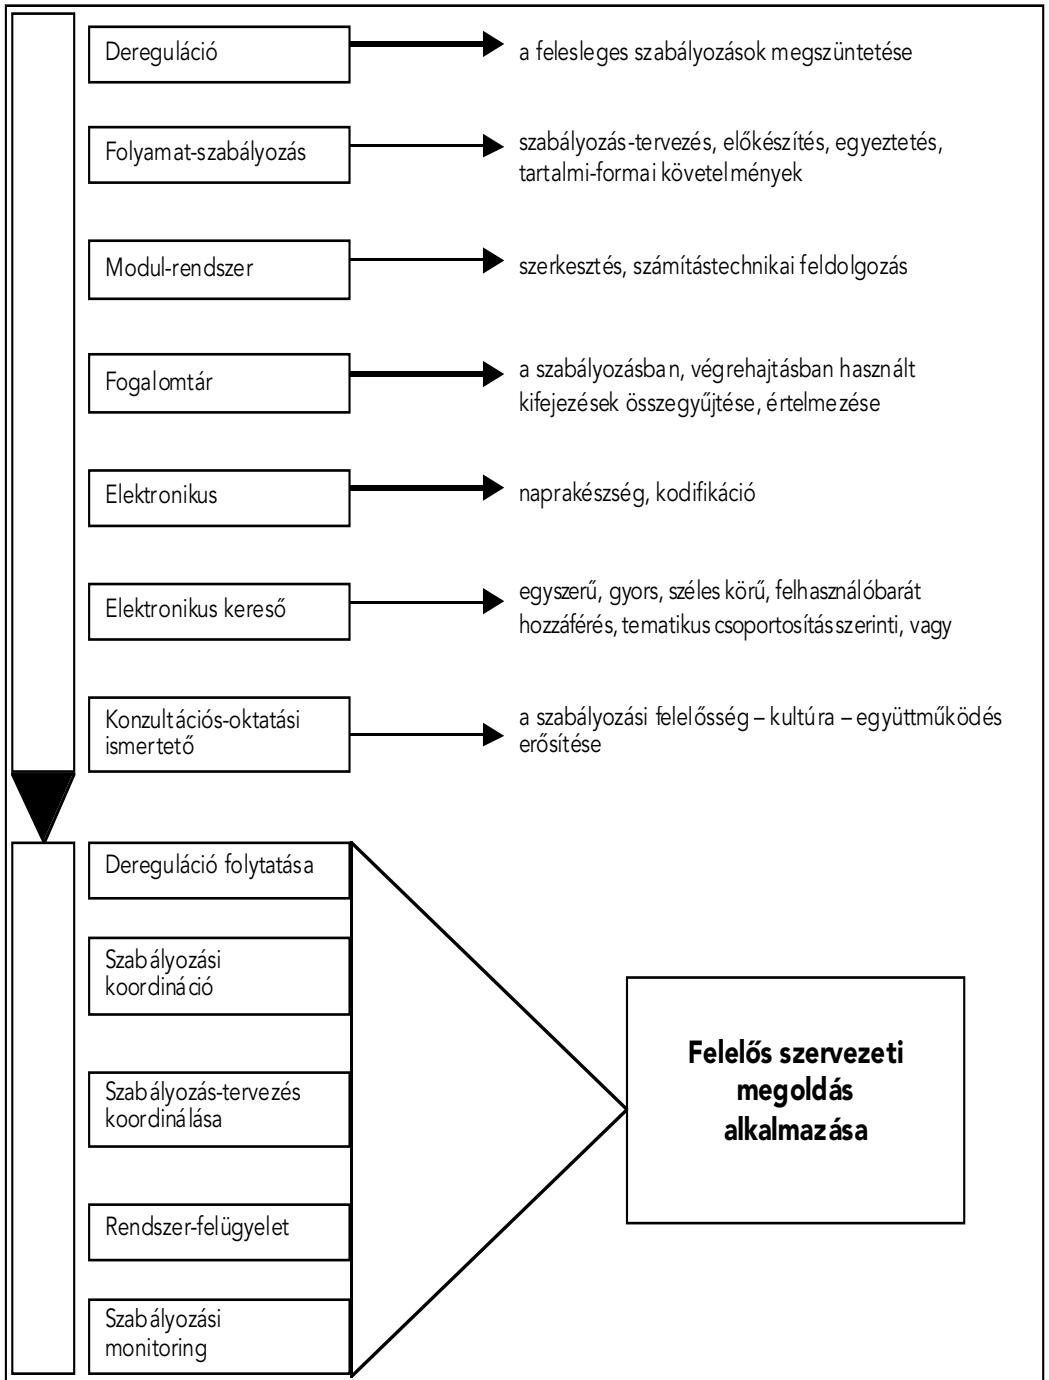 Dereguláció
a felesleges szabályozások megszüntetése
Folyamat-szabályozás
szabályozás-tervezés, előkészítés, egyeztetés,
tartalmi-formai követelmények
Modul-rendszer
szerkesztés, számítástechnikai feldolgozás
Fogalomtár
a szabályozásban, végrehajtásban használt
kifejezések összegyűjtése, értelmezése
Elektronikus
naprakészség, kodifikáció
Elektronikus kereső
egyszerű, gyors, széles körű, felhasználóbarát
hozzáférés, tematikus csoportosítás szerinti, vagy
Konzultációs-oktatási
ismertető
a szabályozási felelősség – kultúra – együttműködés
erősítése
Dereguláció folytatása
Szabályozási
koordináció
Szabályozás-tervezés
koordinálása
Rendszer-felügyelet
Szabályozási
monitoring
Felelős szervezeti
megoldás
alkalmazása